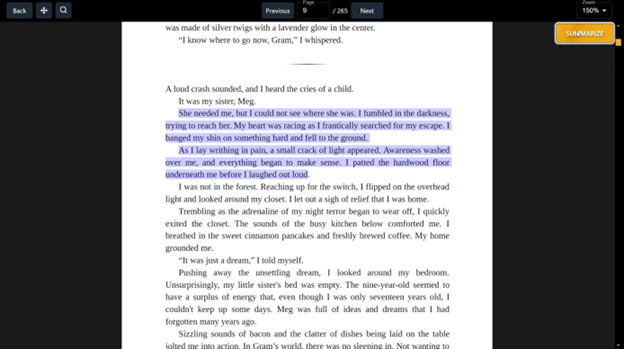 Back
Previous
Page
9
/ 265
Next
Zoom
150%
SUMMARIZE
was made of silver twigs with a lavender glow in the center.
“I know where to go now, Gram,” I whispered.
A loud crash sounded, and I heard the cries of a child.
It was my sister, Meg.
She needed me, but I could not see where she was. I fumbled in the darkness,
trying to reach her. My heart was racing as I frantically searched for my escape. I
banged my shin on something hard and fell to the ground.
As I lay writhing in pain, a small crack of light appeared. Awareness washed
over me, and everything began to make sense. I patted the hardwood floor
underneath me before I laughed out loud.
I was not in the forest. Reaching up for the switch, I flipped on the overhead
light and looked around my closet. I let out a sigh of relief that I was home.
Trembling as the adrenaline of my night terror began to wear off, I quickly
exited the closet. The sounds of the busy kitchen below comforted me. I
breathed in the sweet cinnamon pancakes and freshly brewed coffee. My home
grounded me.
“It was just a dream,” I told myself.
Pushing away the unsettling dream, I looked around my bedroom.
Unsurprisingly, my little sister's bed was empty. The nine-year-old seemed to
have a surplus of energy that, even though I was only seventeen years old, I
couldn't keep up some days. Meg was full of ideas and dreams that I had
forgotten many years ago.
Sizzling sounds of bacon and the clatter of dishes being laid on the table
jolted me into action. In Gram’s world, there was no sleeping in. Not wanting to